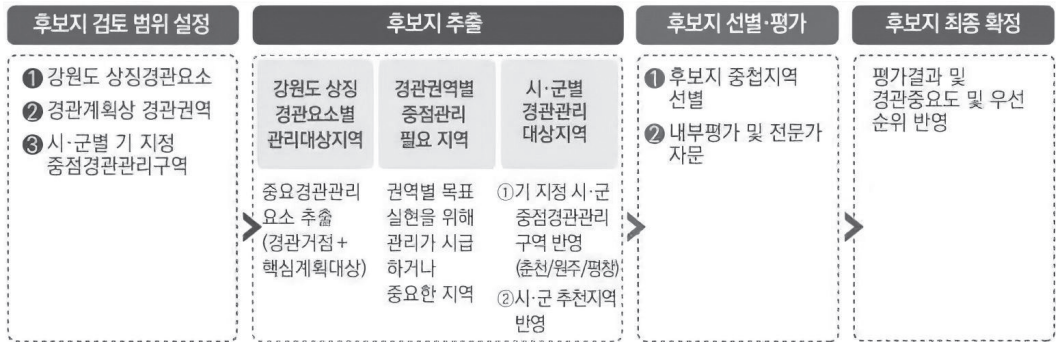 후보지 검토 범위 설정
❶ 강원도 상징경관요소
❷ 경관계획상 경관권역
❸ 시·군별 기 지정
중점경관관리구역
후보지 추출
강원도 상징
경관요소별
관리대상지역
중요경관관리
요소 추출
(경관거점 +
핵심계획대상)
경관권역별
중점관리
필요 지역
권역별 목표
실현을 위해
관리가 시급
하거나
중요한 지역
시·군별
경관관리
대상지역
①기 지정 시·군
중점경관관리
구역 반영
(춘천/원주/평창)
②시·군 추천지역
반영
후보지 선별·평가
❶ 후보지 중첩지역
선별
❷ 내부평가 및 전문가
자문
후보지 최종 확정
평가결과 및
경관중요도 및 우선
순위 반영